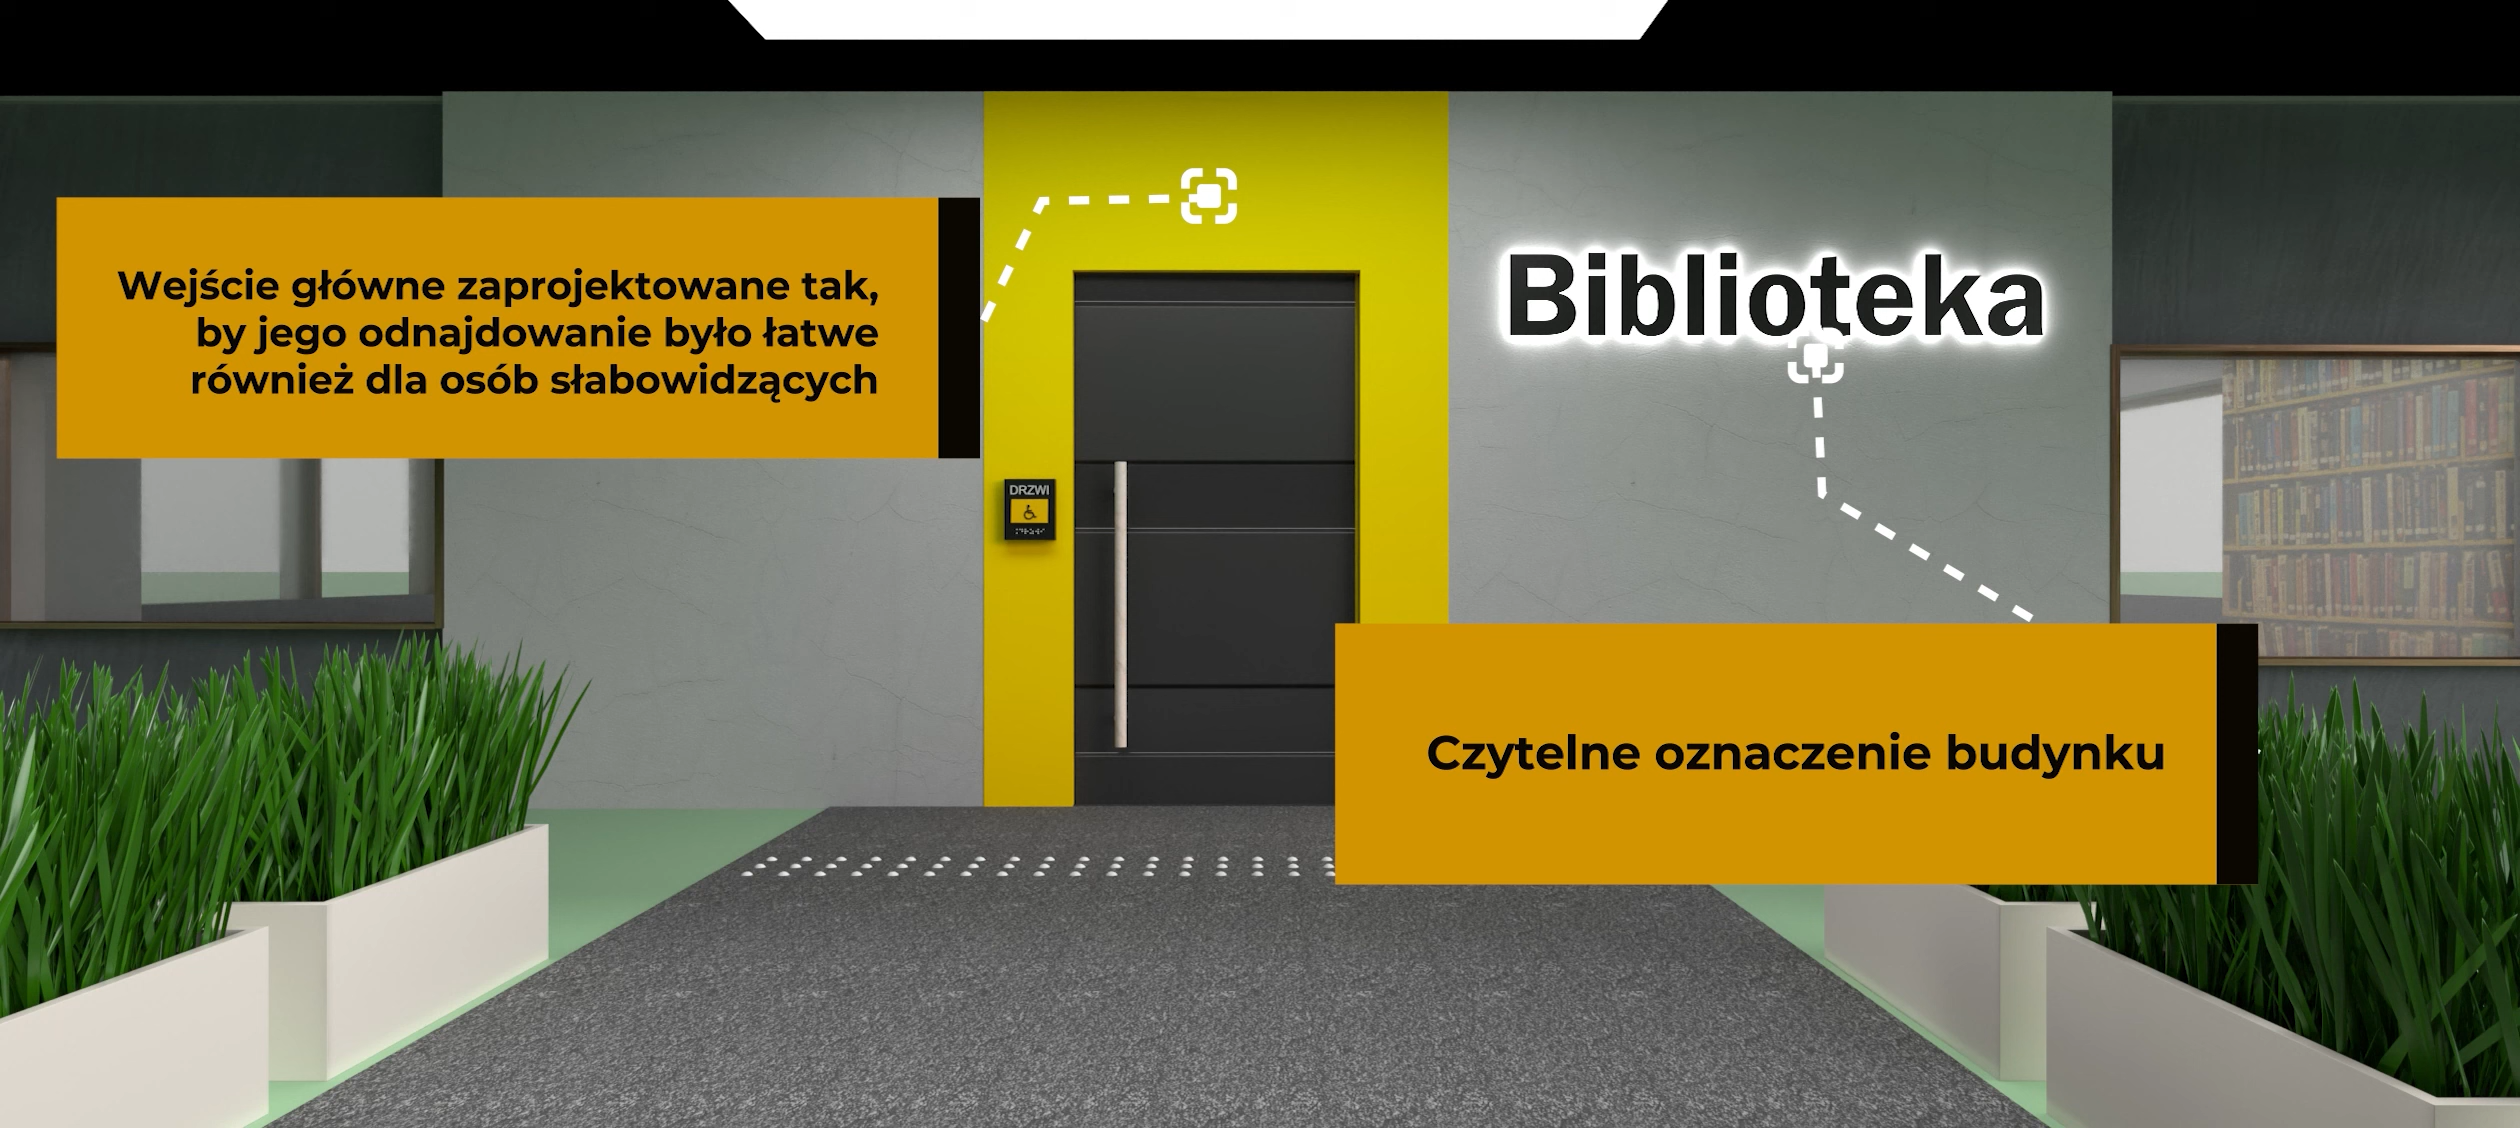 Wejście główne zaprojektowane tak,
by jego odnajdowanie było łatwe
również dla osób słabowidzących
Biblioteka
DRZWI
Czytelne oznaczenie budynku